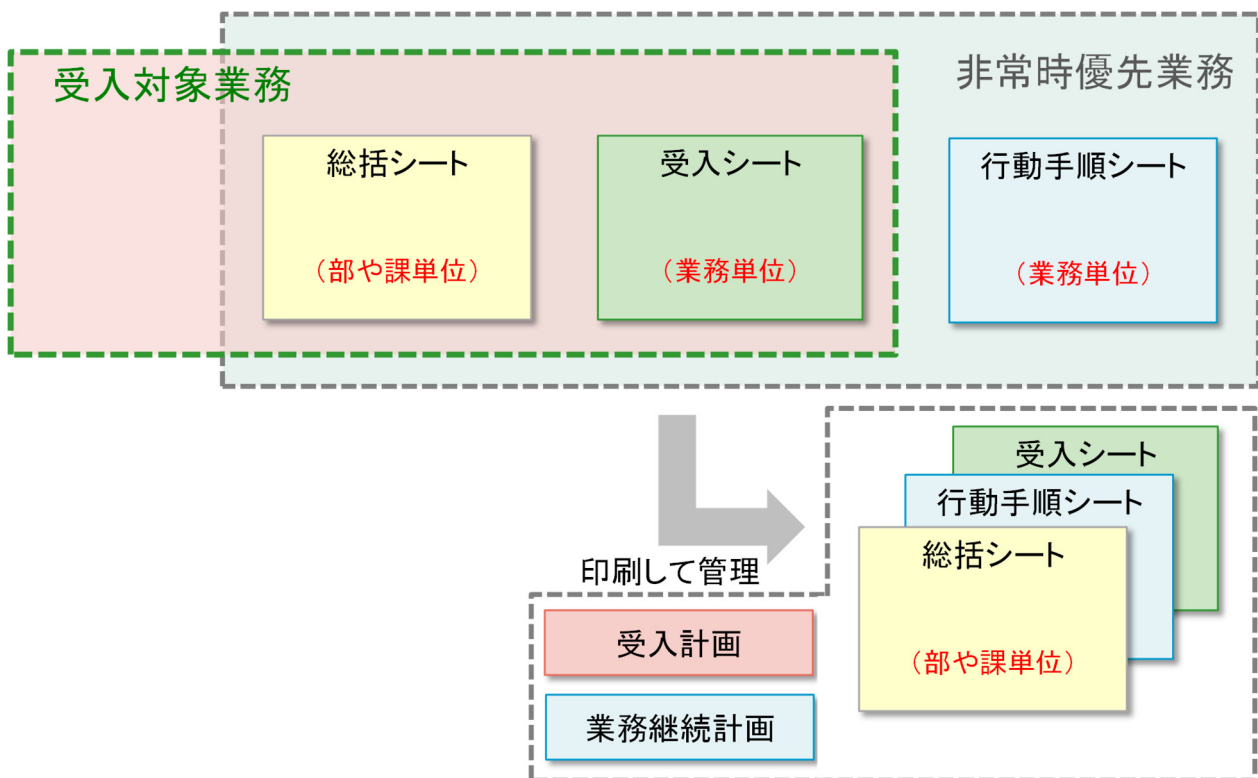 受入対象業務
非常時優先業務
総括シート
(部や課単位)
受入シート
(業務単位)
行動手順シート
(業務単位)
受入シート
行動手順シート
総括シート
(部や課単位)
印刷して管理
受入計画
業務継続計画